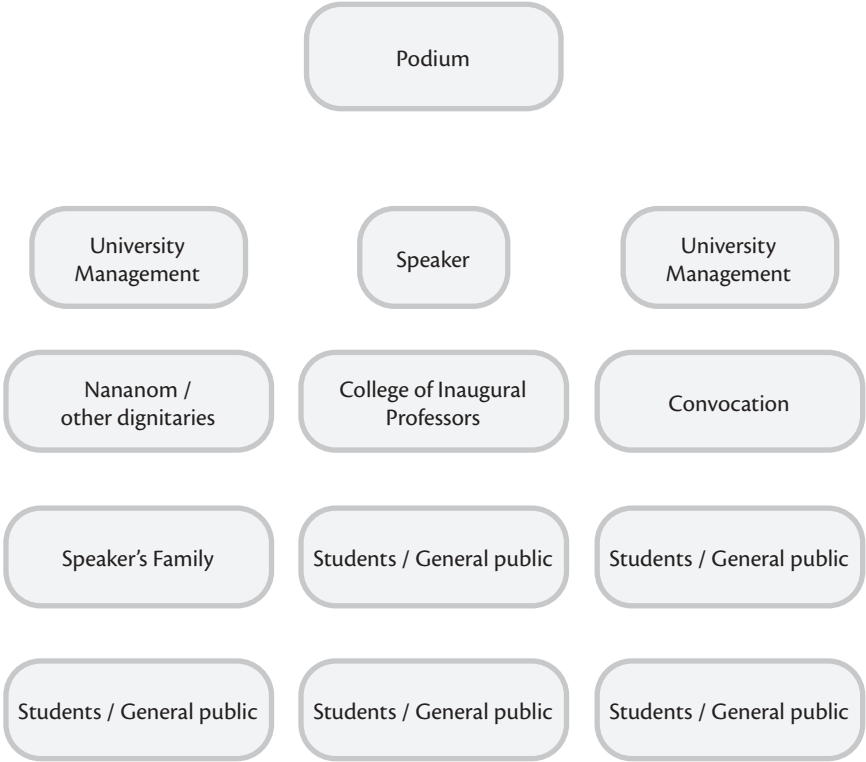 Podium
University
Management
Speaker
University
Management
Nananom /
other dignitaries
College of Inaugural
Professors
Convocation
Speaker’s Family
Students / General public
Students / General public
Students / General public
Students / General public
Students / General public